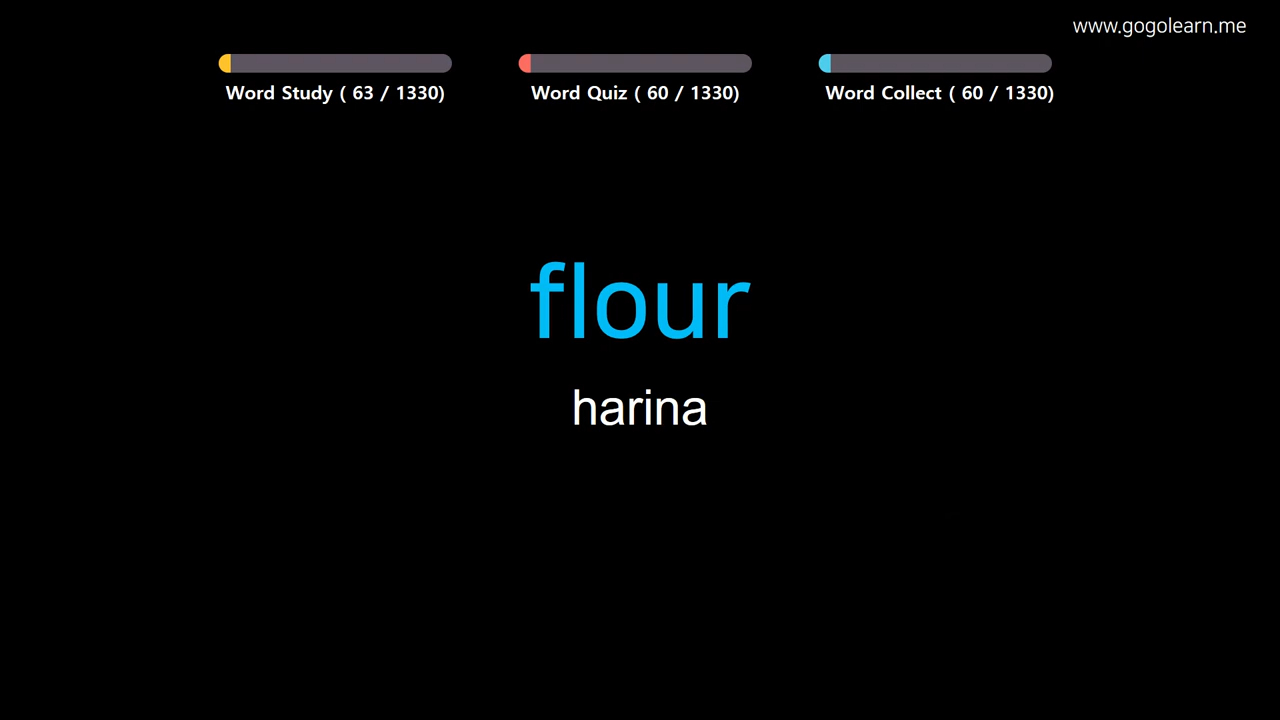 www.gogolearn.me
Word Study ( 63 / 1330)
Word Quiz ( 60 / 1330)
Word Collect ( 60 / 1330)
flour
harina